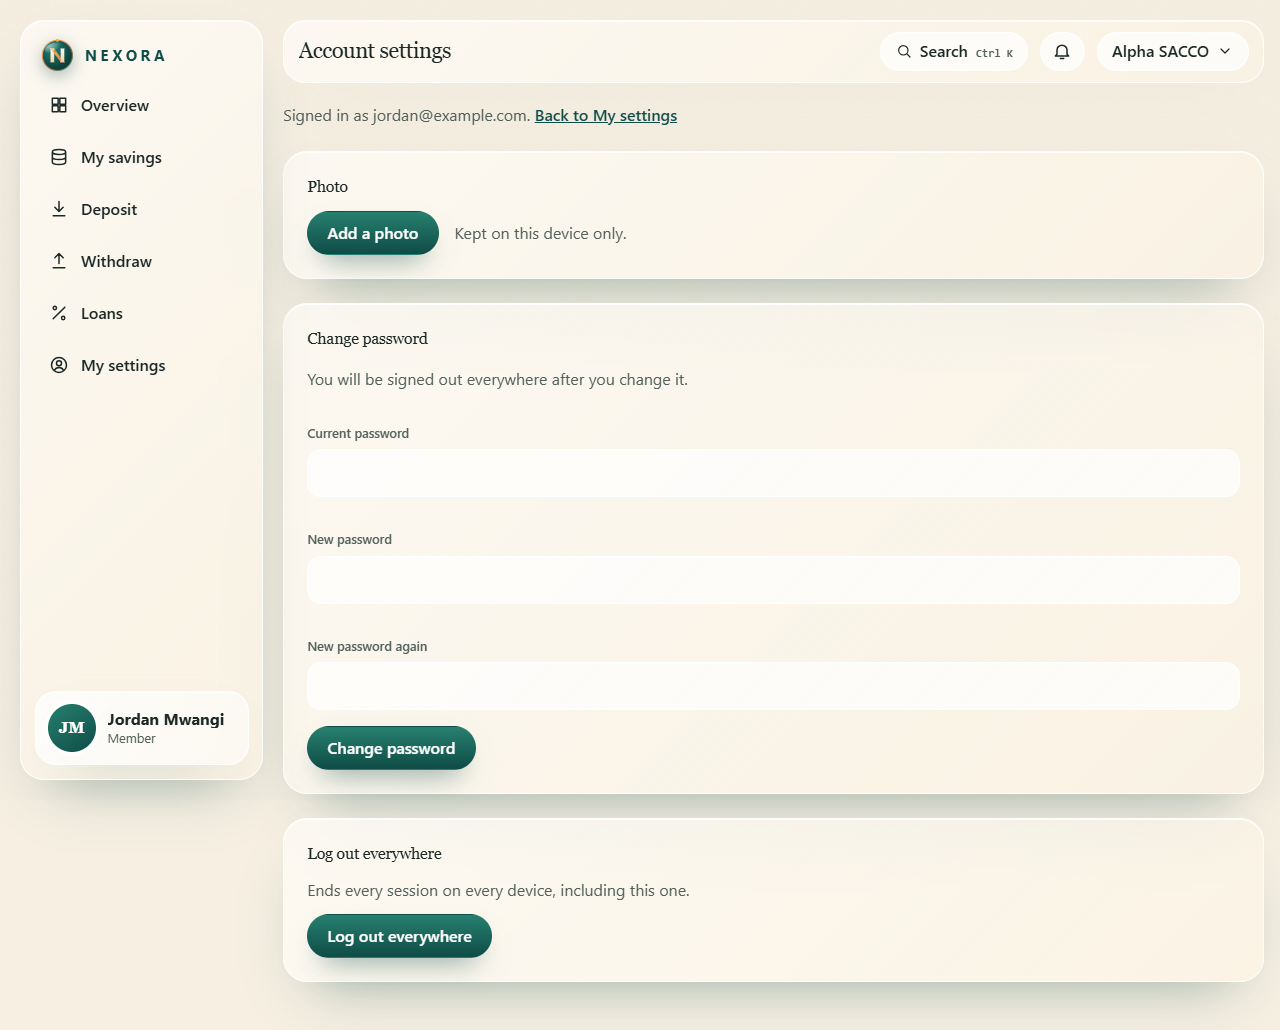 NEXORA
Overview
My savings
Deposit
Withdraw
Loans
My settings
JM
Jordan Mwangi
Member
Account settings
Search Ctrl K
Alpha SACCO
Signed in as jordan@example.com. Back to My settings
Photo
Add a photo
Kept on this device only.
Change password
You will be signed out everywhere after you change it.
Current password
New password
New password again
Change password
Log out everywhere
Ends every session on every device, including this one.
Log out everywhere